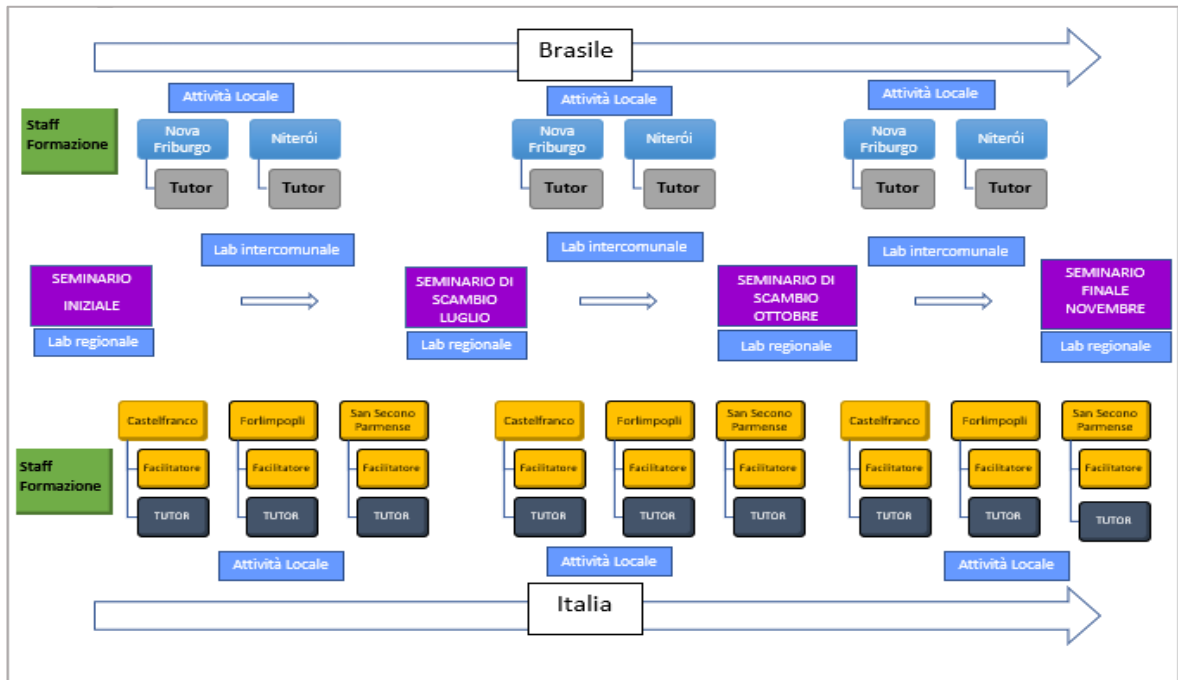 Brasile
Attività Locale
Attività Locale
Attività Locale
Staff
Formazione
Nova
Friburgo
Niterói
Nova
Friburgo
Niterói
Nova
Friburgo
Niterói
Tutor
Tutor
Tutor
Tutor
Tutor
Tutor
Lab intercomunale
Lab intercomunale
Lab intercomunale
SEMINARIO
INIZIALE
SEMINARIO DI
SCAMBIO
LUGLIO
SEMINARIO DI
SCAMBIO
OTTOBRE
SEMINARIO
FINALE
NOVEMBRE
Lab regionale
Lab regionale
Lab regionale
Lab regionale
Castelfranco
Forlimpopli
San Secono
Parmense
Castelfranco
Forlimpopli
San Secono
Parmense
Castelfranco
Forlimpopli
San Secono
Parmense
Staff
Formazione
Facilitatore
Facilitatore
Facilitatore
Facilitatore
Facilitatore
Facilitatore
Facilitatore
Facilitatore
Facilitatore
TUTOR
TUTOR
TUTOR
TUTOR
TUTOR
TUTOR
TUTOR
TUTOR
TUTOR
Attività Locale
Attività Locale
Attività Locale
Italia